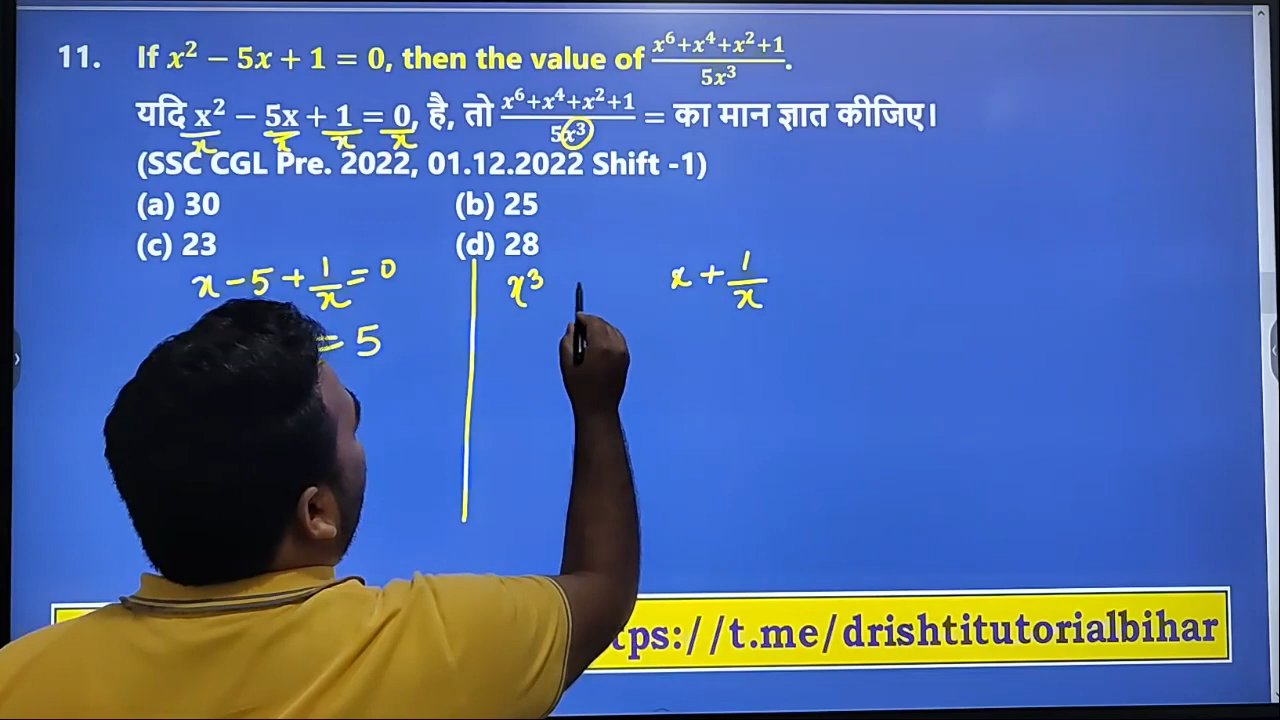 11. If x² − 5x + 1 = 0, then the value of (x⁶+x⁴+x²+1)/(5x³).
यदि x² − 5x + 1 = 0, है, तो (x⁶+x⁴+x²+1)/(5x³) = का मान ज्ञात कीजिए।
x x x x
(SSC CGL Pre. 2022, 01.12.2022 Shift -1)
(a) 30 (b) 25
(c) 23 (d) 28
x − 5 + 1/x = 0 x³ x + 1/x
= 5
tps://t.me/drishtitutorialbihar